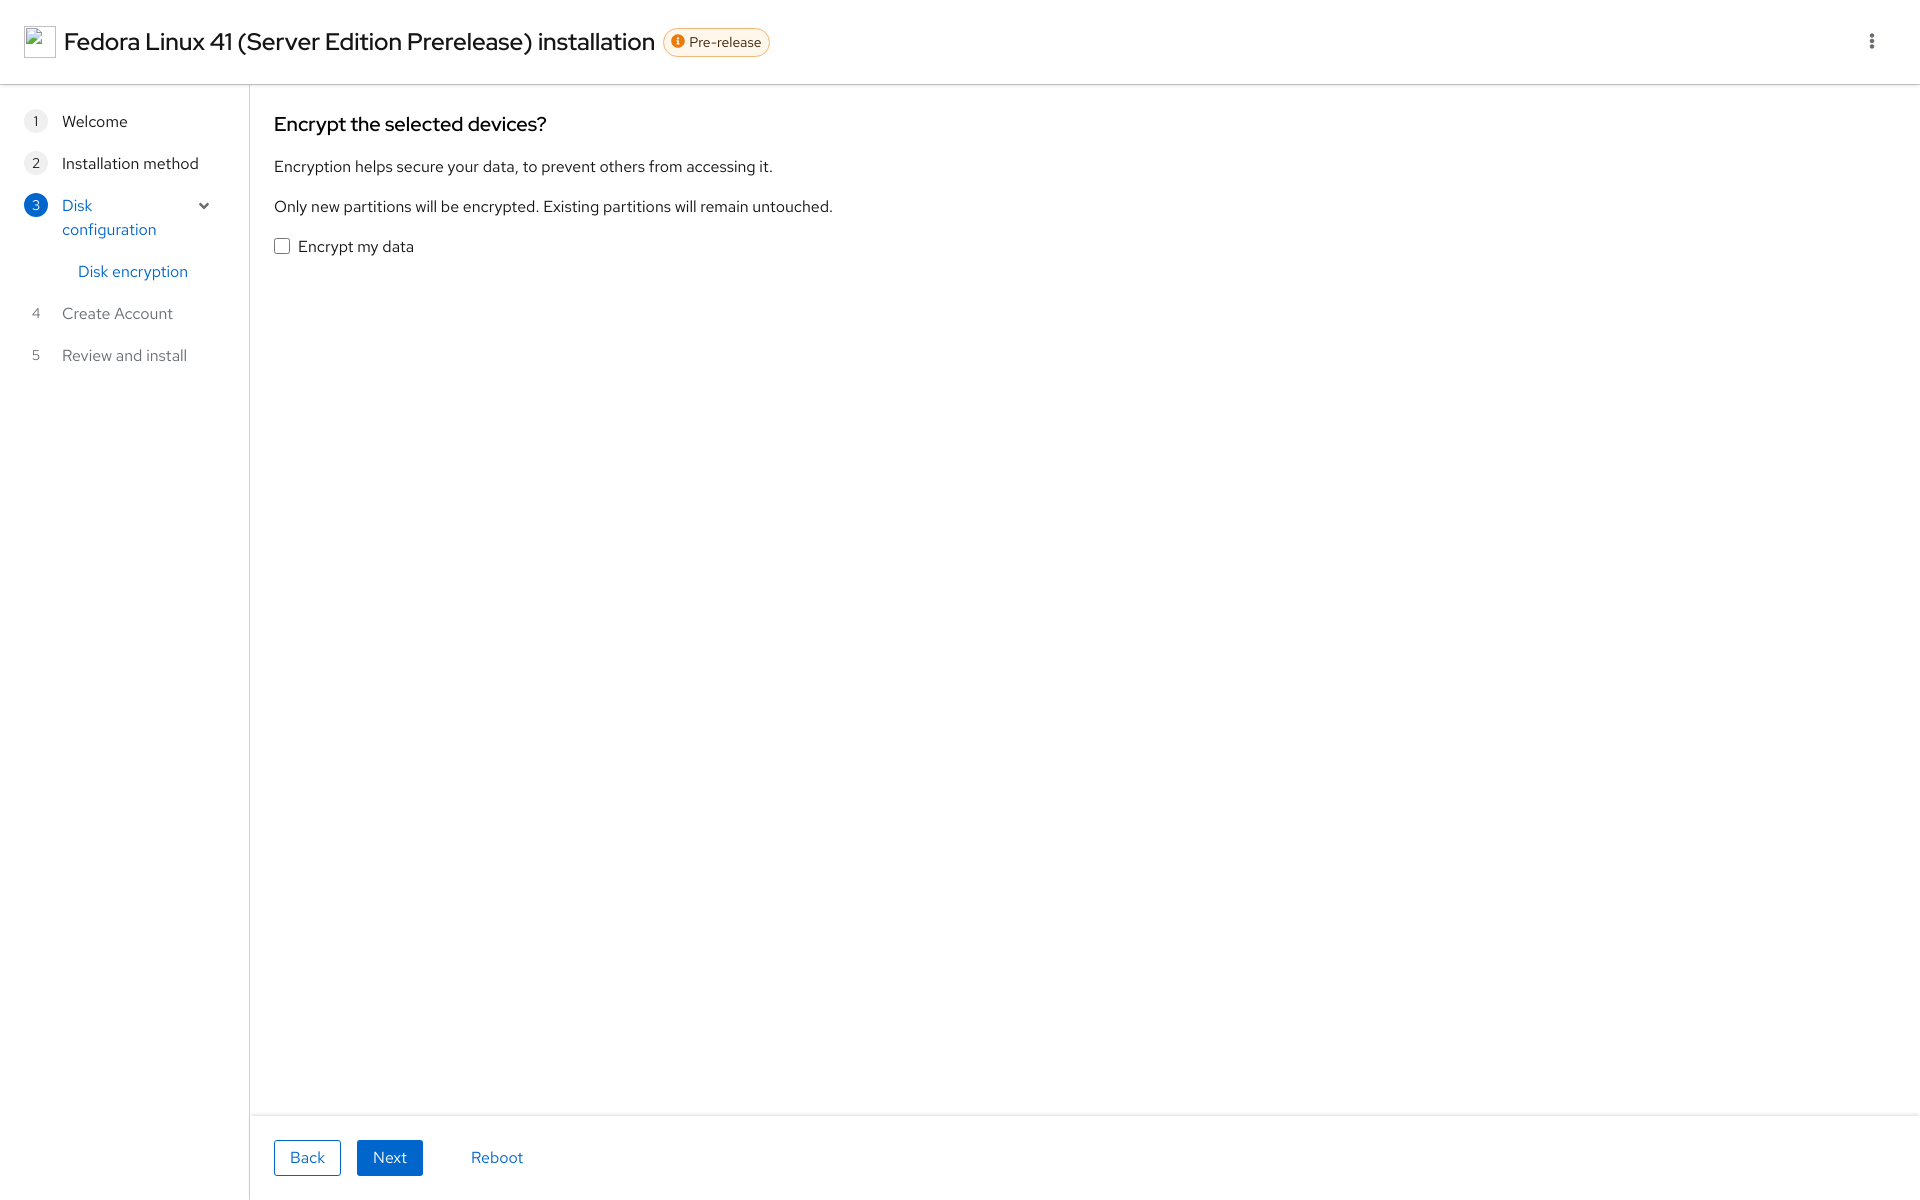 Fedora Linux 41 (Server Edition Prerelease) installation
Pre-release
1 Welcome
2 Installation method
3 Disk
configuration
Disk encryption
4 Create Account
5 Review and install
Encrypt the selected devices?
Encryption helps secure your data, to prevent others from accessing it.
Only new partitions will be encrypted. Existing partitions will remain untouched.
Encrypt my data
Back Next Reboot